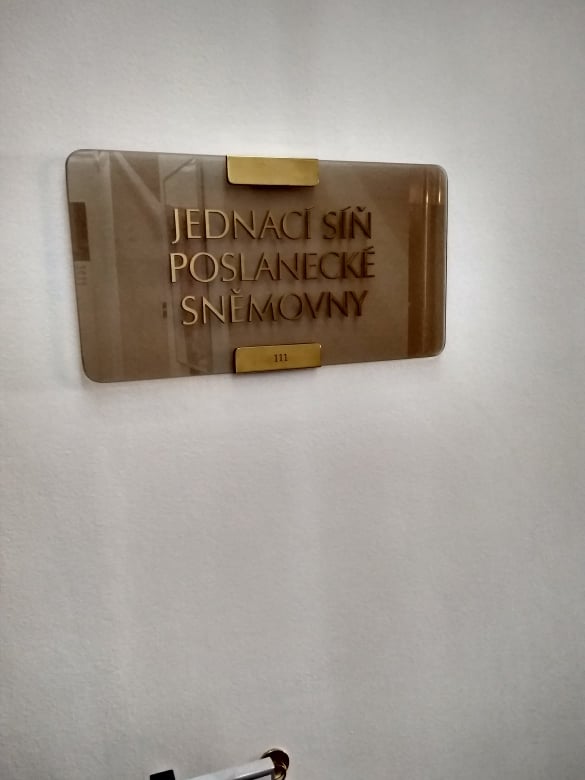 JEDNACÍ SÍŇ
POSLANECKÉ
SNĚMOVNY
111